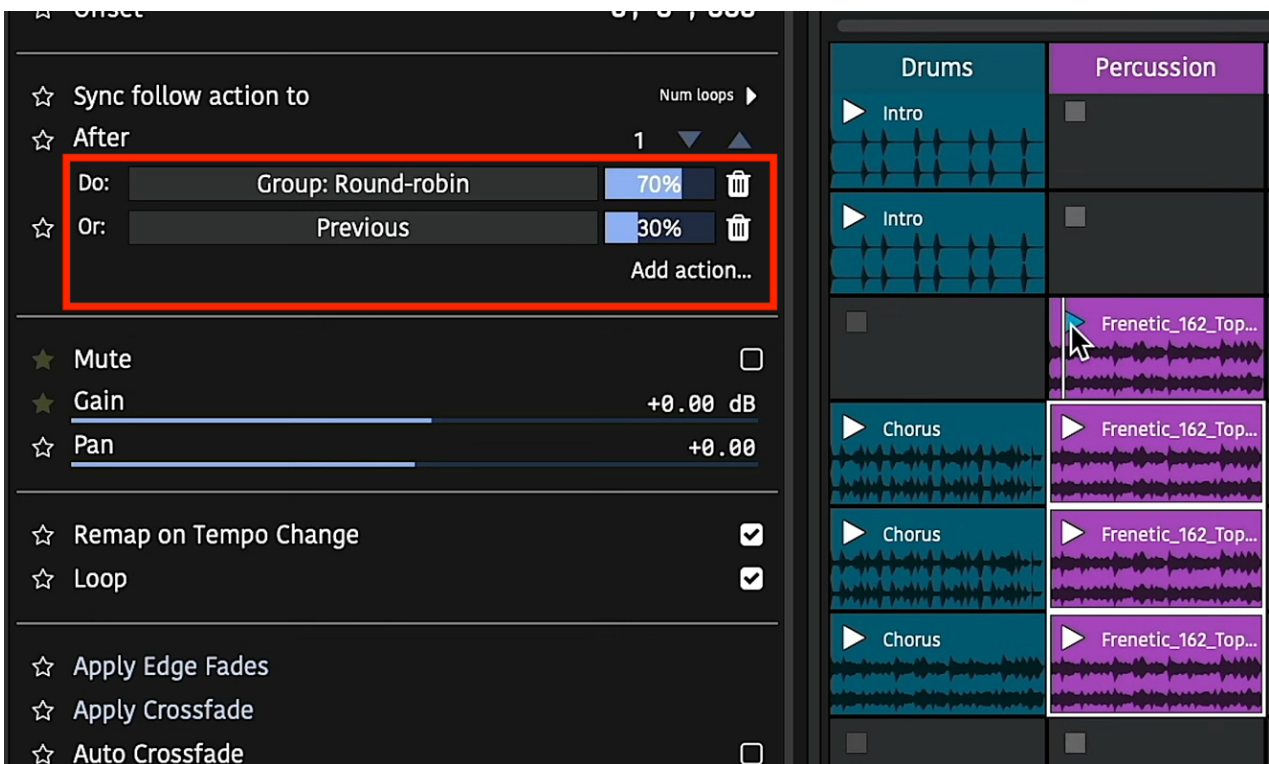 Onset
Sync follow action to
Num loops
After
1
Do:
Group: Round-robin
70%
Or:
Previous
30%
Add action...
Mute
Gain
+0.00 dB
Pan
+0.00
Remap on Tempo Change
Loop
Apply Edge Fades
Apply Crossfade
Auto Crossfade
Drums
Percussion
Intro
Intro
Frenetic_162_Top...
Chorus
Frenetic_162_Top...
Chorus
Frenetic_162_Top...
Chorus
Frenetic_162_Top...